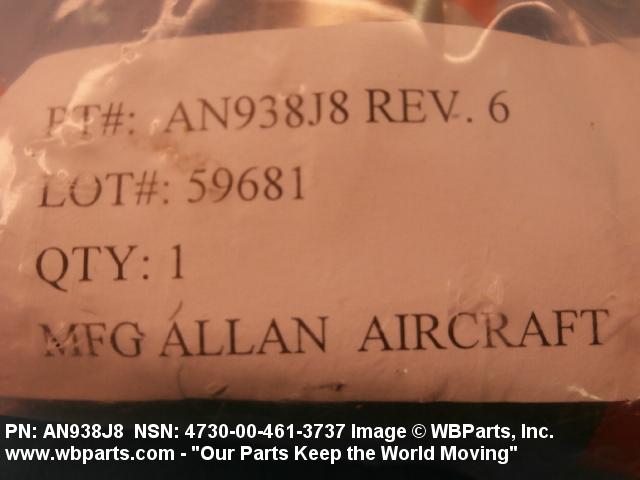 PT#: AN938J8 REV. 6
LOT#: 59681
QTY: 1
MFG ALLAN AIRCRAFT
PN: AN938J8 NSN: 4730-00-461-3737 Image © WBParts, Inc.
www.wbparts.com - "Our Parts Keep the World Moving"